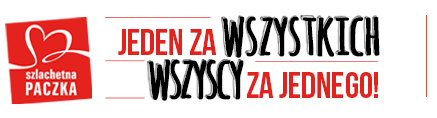 szlachetna
PACZKA
JEDEN ZA WSZYSTKICH
WSZYSCY ZA JEDNEGO!